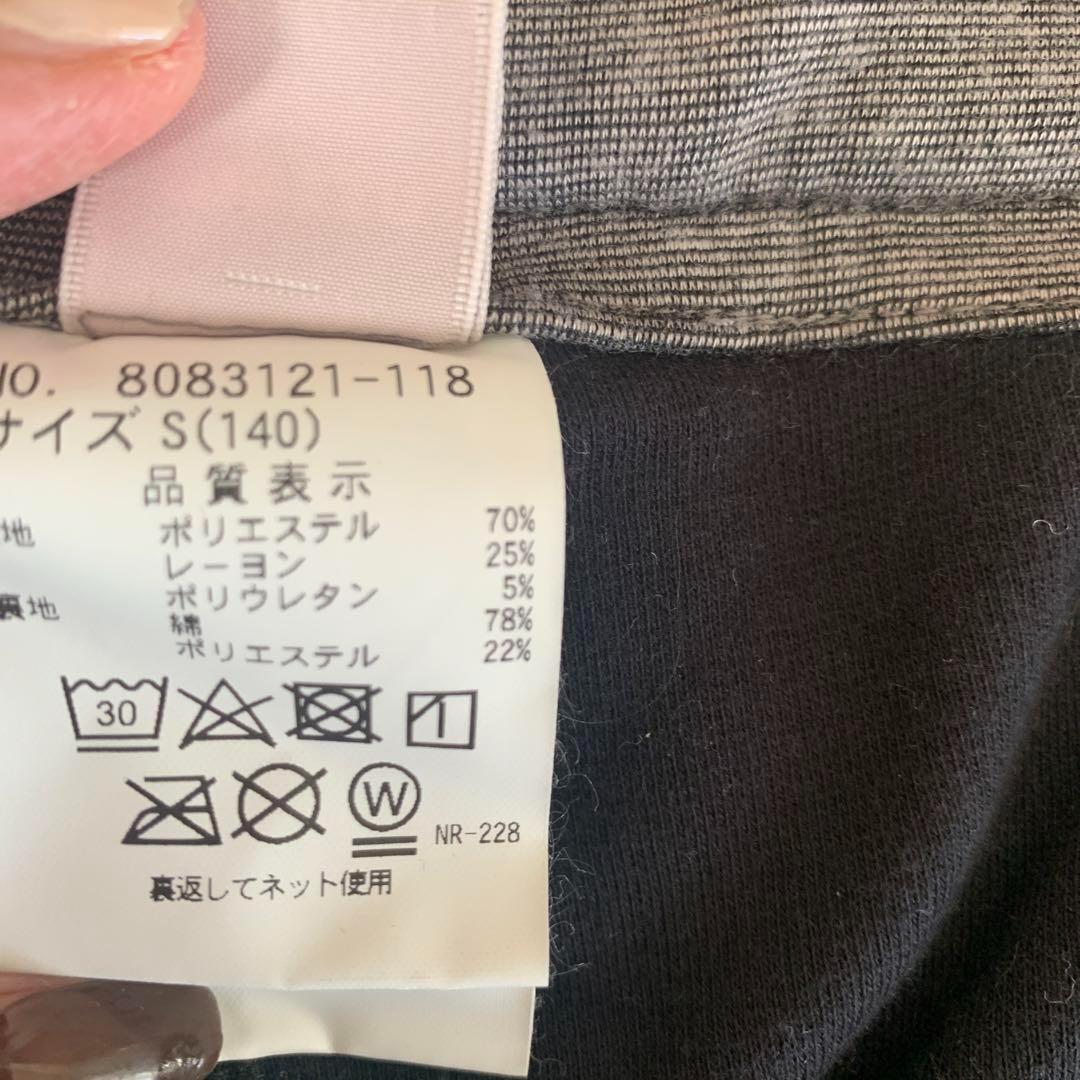 NO. 8083121-118
サイズ S(140)
品質表示
地 ポリエステル 70%
レーヨン 25%
ポリウレタン 5%
裏地 綿 78%
ポリエステル 22%
30
W
NR-228
裏返してネット使用